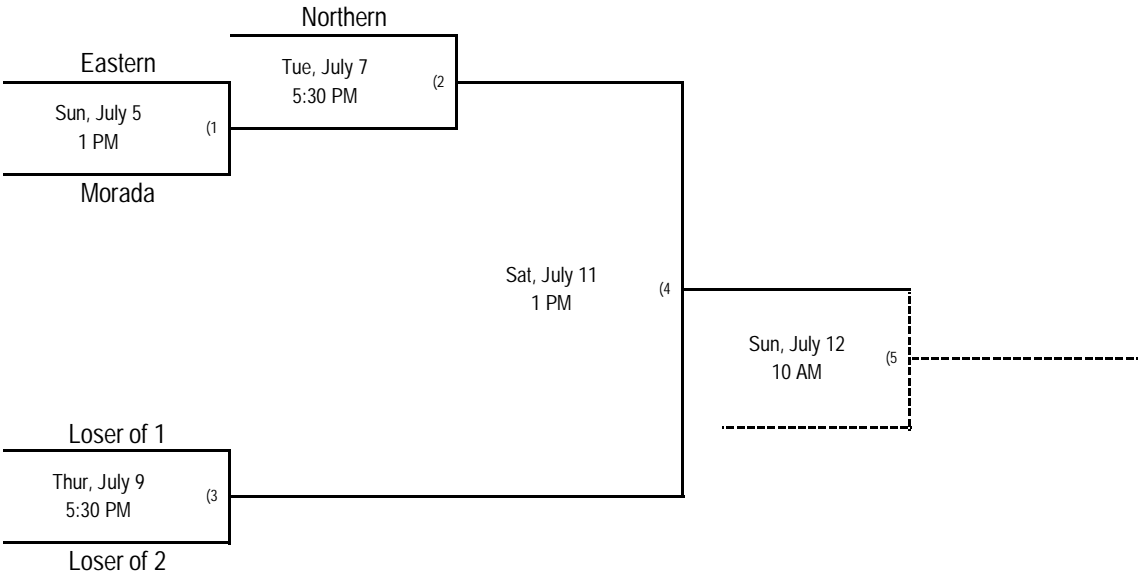 Northern
Eastern
Tue, July 7
5:30 PM
(2
Sun, July 5
1 PM
(1
Morada
Sat, July 11
1 PM
(4
Sun, July 12
10 AM
(5
Loser of 1
Thur, July 9
5:30 PM
(3
Loser of 2